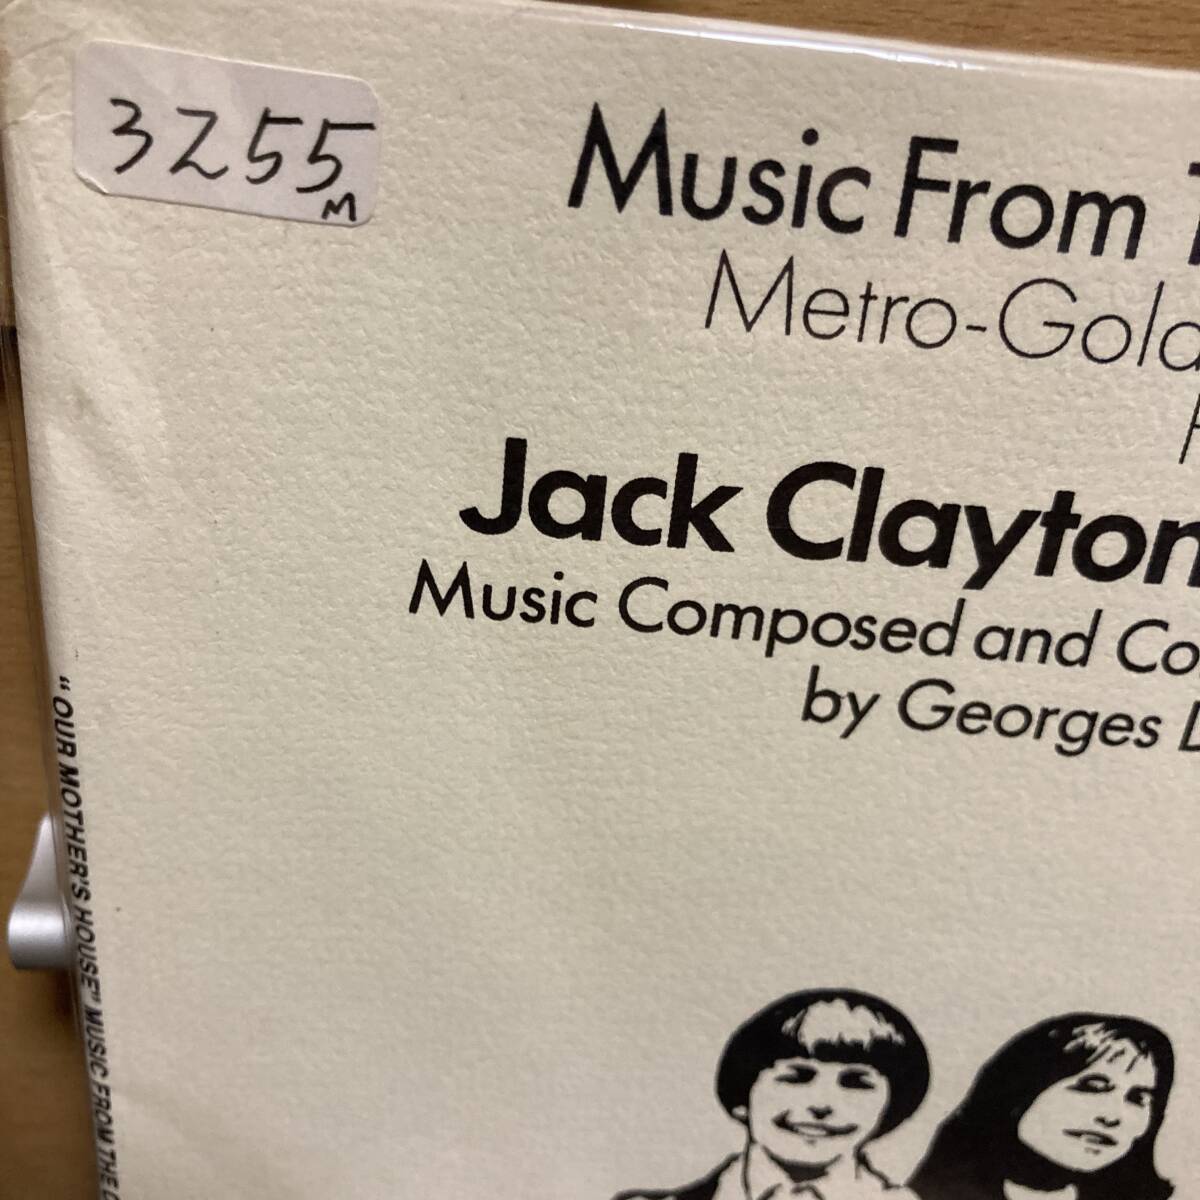 3255
M
Music From
Metro-Gold
Jack Clayton
Music Composed and Co
by Georges
"OUR MOTHER'S HOUSE" MUSIC FROM THE